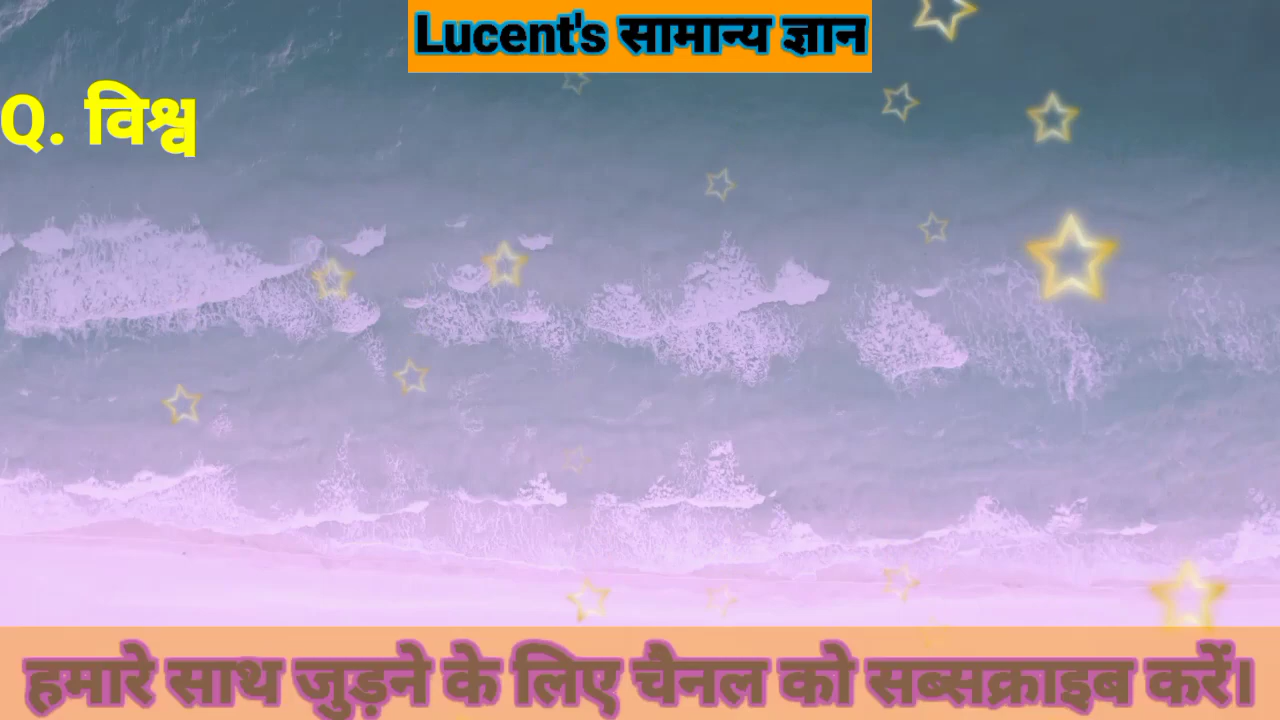 Lucent's सामान्य ज्ञान
Q. विश्व
हमारे साथ जुड़ने के लिए चैनल को सब्सक्राइब करें।